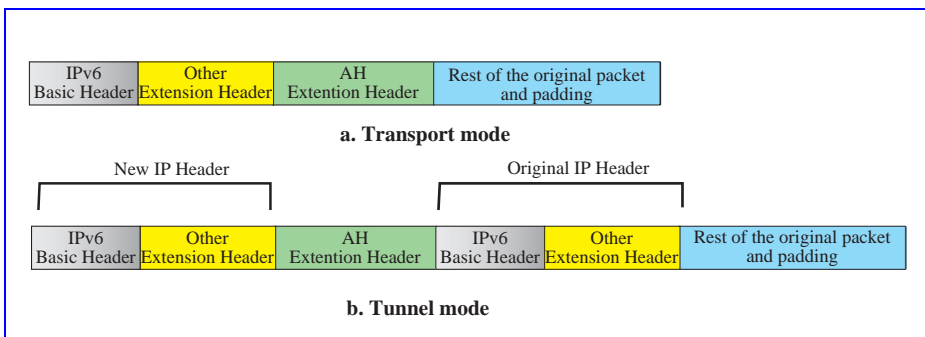 IPv6 Basic Header
Other Extension Header
AH Extention Header
Rest of the original packet and padding
a. Transport mode
New IP Header
Original IP Header
IPv6 Basic Header
Other Extension Header
AH Extention Header
IPv6 Basic Header
Other Extension Header
Rest of the original packet and padding
b. Tunnel mode